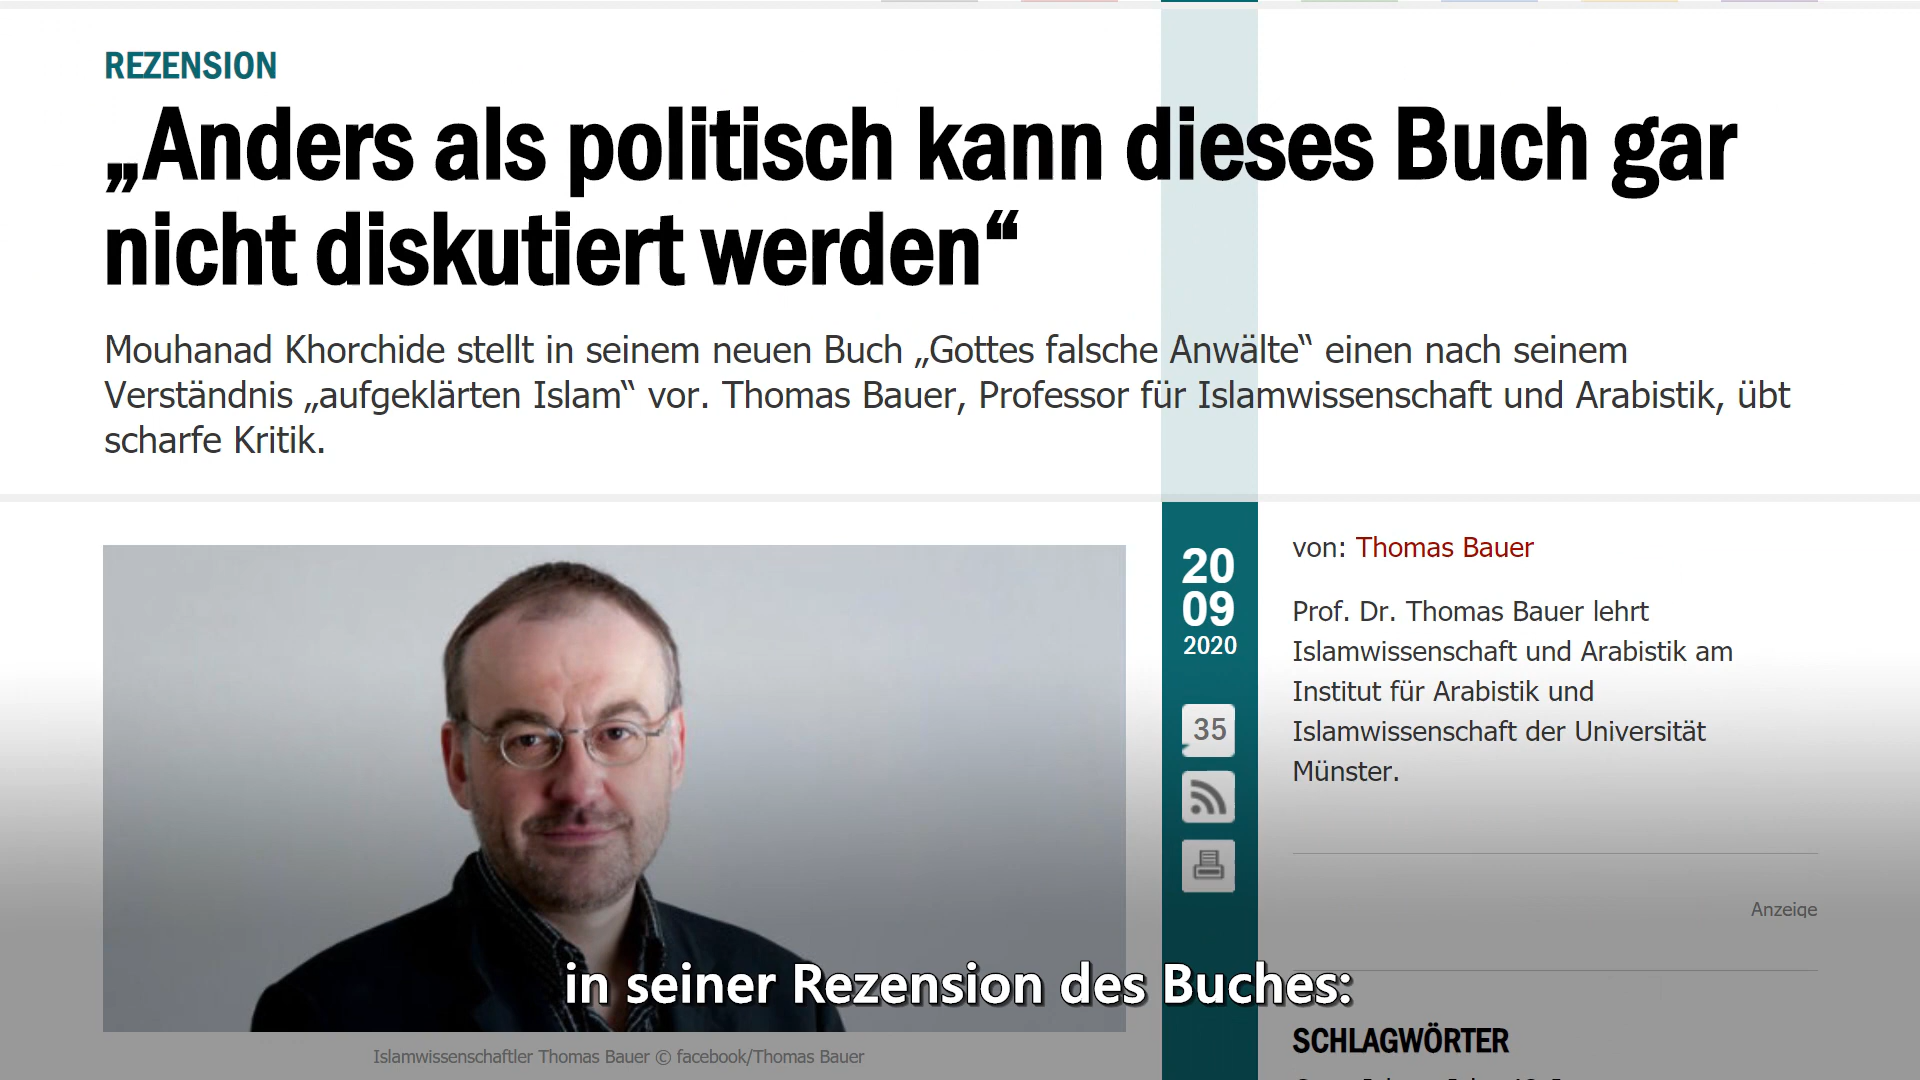 REZENSION
„Anders als politisch kann dieses Buch gar
nicht diskutiert werden“
Mouhanad Khorchide stellt in seinem neuen Buch „Gottes falsche Anwälte“ einen nach seinem
Verständnis „aufgeklärten Islam“ vor. Thomas Bauer, Professor für Islamwissenschaft und Arabistik, übt
scharfe Kritik.
20
09
2020
35
von: Thomas Bauer
Prof. Dr. Thomas Bauer lehrt
Islamwissenschaft und Arabistik am
Institut für Arabistik und
Islamwissenschaft der Universität
Münster.
Anzeige
in seiner Rezension des Buches:
SCHLAGWÖRTER
Islamwissenschaftler Thomas Bauer © facebook/Thomas Bauer